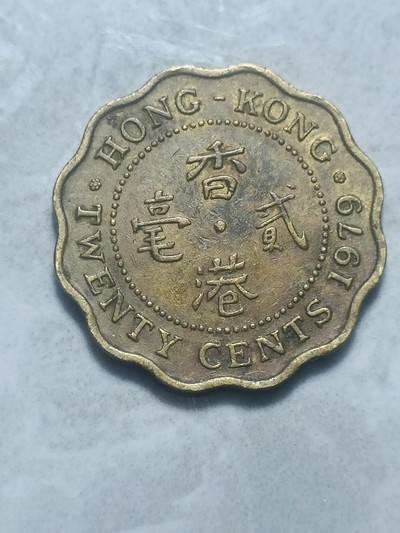 HONG - KONG
TWENTY CENTS 1979
香港
貳毫